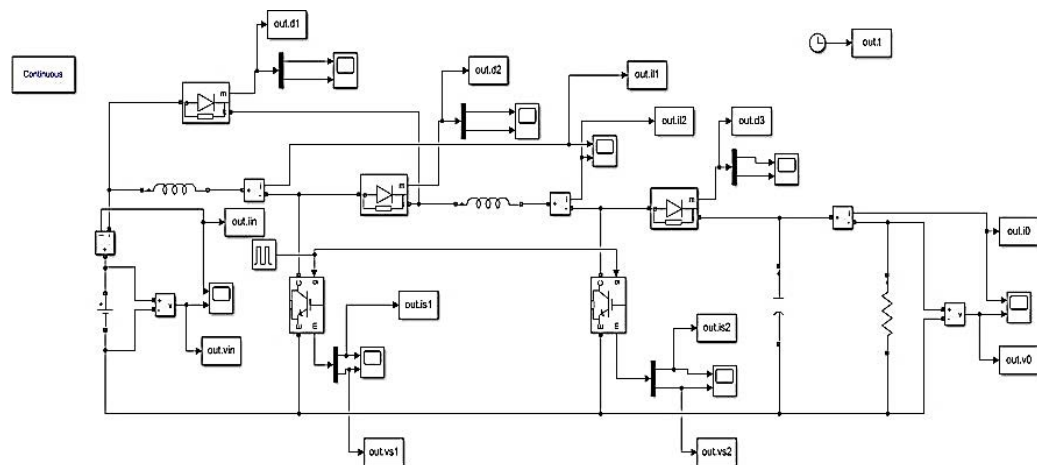 out.d1
out.t
Continuous
out.d2
out.il1
m
out.il2
out.d3
m
m
i
+
-
i
+
-
i
+
-
out.iin
out.i0
i
-
+
g
C
E
m
g
C
E
m
+
-
v
out.is1
out.vin
+
-
v
out.is2
out.v0
out.vs1
out.vs2